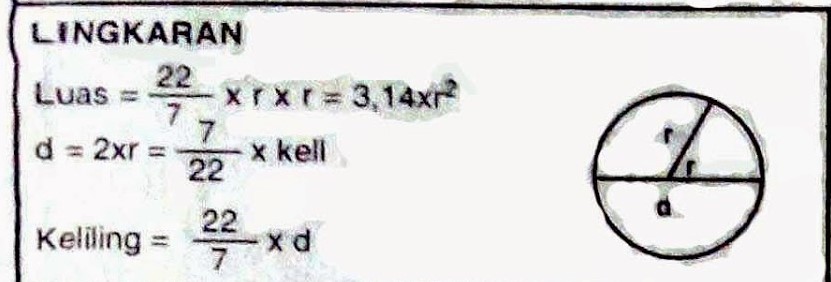 LINGKARAN
Luas = 22/7 x r x r = 3,14xr²
d = 2xr = 7/22 x kell
Keliling = 22/7 x d
r
r
d